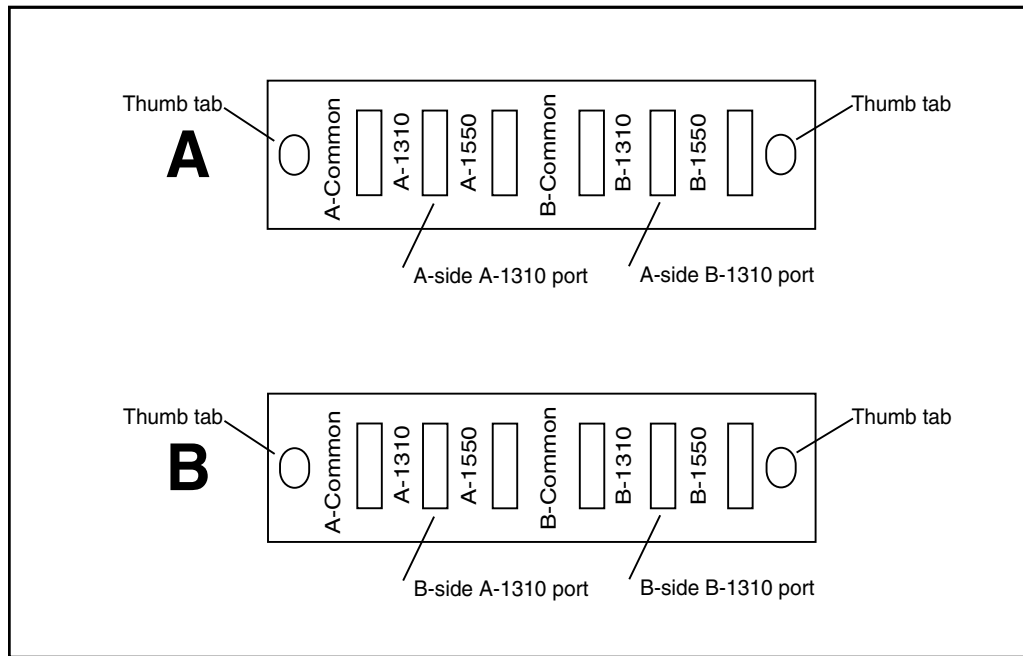 Thumb tab
Thumb tab
A
A-Common
A-1310
A-1550
B-Common
B-1310
B-1550
A-side A-1310 port
A-side B-1310 port
Thumb tab
Thumb tab
B
A-Common
A-1310
A-1550
B-Common
B-1310
B-1550
B-side A-1310 port
B-side B-1310 port